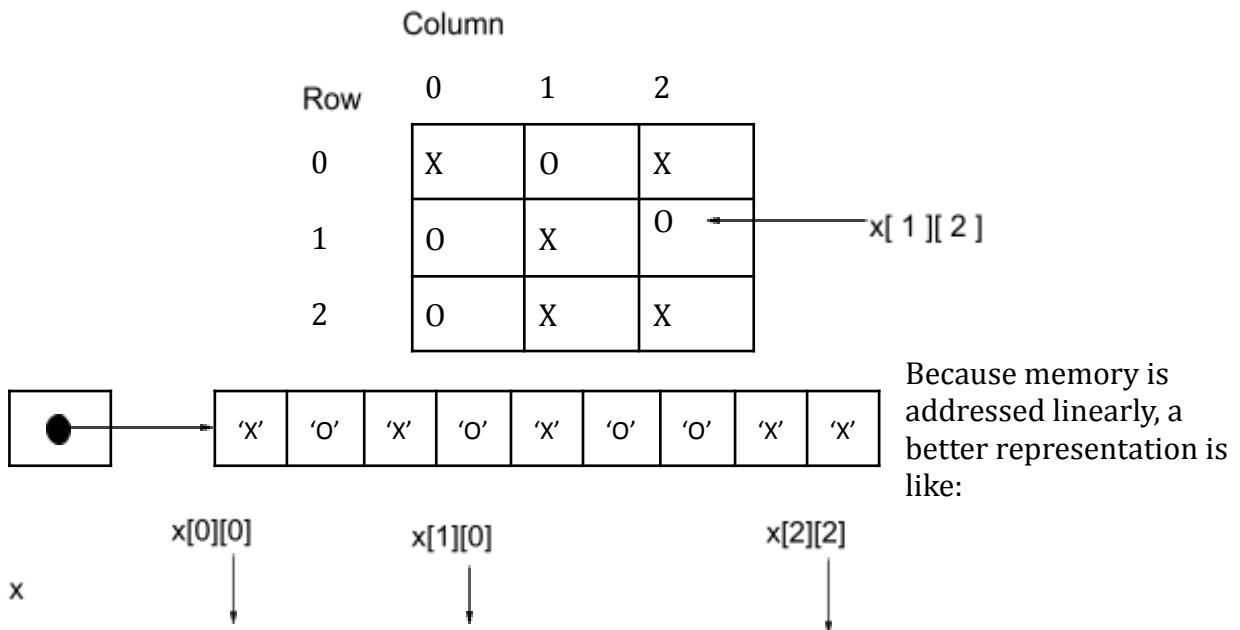 Column
Row 0 1 2
0 X O X
1 O X O x[ 1 ][ 2 ]
2 O X X
Because memory is
addressed linearly, a
better representation is
like:
‘X’ ‘O’ ‘X’ ‘O’ ‘X’ ‘O’ ‘O’ ‘X’ ‘X’
x[0][0] x[1][0] x[2][2]
x